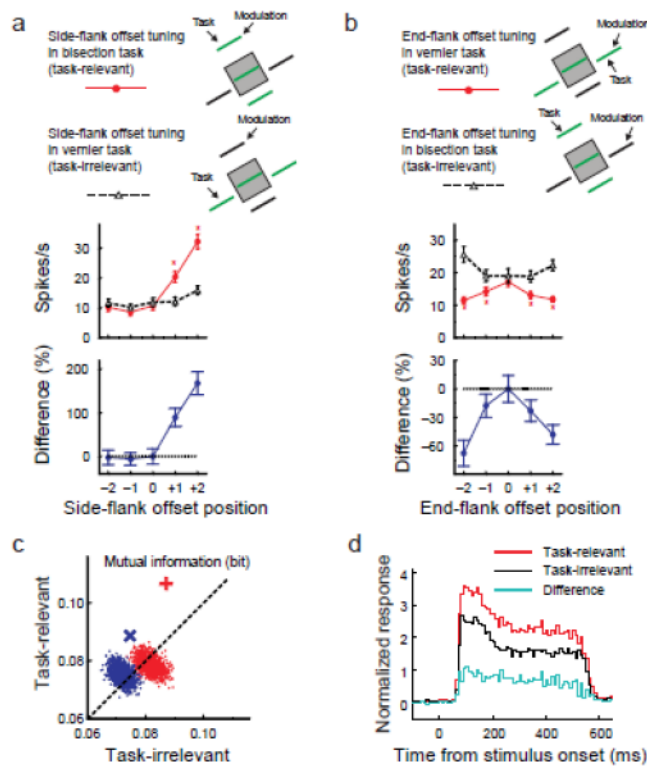 a
Side-flank offset tuning
in bisection task
(task-relevant)
Task
Modulation
Side-flank offset tuning
in vernier task
(task-irrelevant)
Modulation
Task
Spikes/s
30
20
10
0
Difference (%)
200
100
0
−2 −1 0 +1 +2
Side-flank offset position
b
End-flank offset tuning
in vernier task
(task-relevant)
Modulation
Task
End-flank offset tuning
in bisection task
(task-irrelevant)
Task
Modulation
Spikes/s
30
20
10
0
Difference (%)
30
0
−30
−60
−2 −1 0 +1 +2
End-flank offset position
c
Mutual information (bit)
Task-relevant
0.10
0.08
0.06
0.06 0.08 0.10
Task-irrelevant
d
Task-relevant
Task-irrelevant
Difference
Normalized response
4
3
2
1
0
0 200 400 600
Time from stimulus onset (ms)